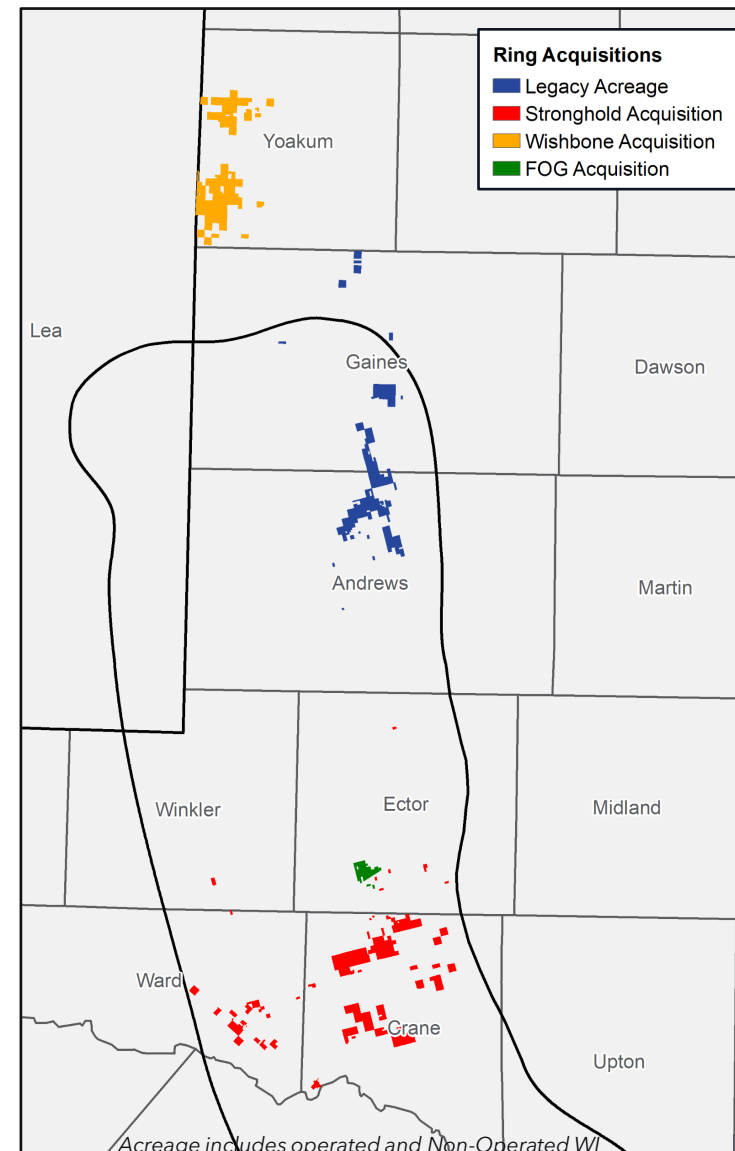 Ring Acquisitions
Legacy Acreage
Stronghold Acquisition
Wishbone Acquisition
FOG Acquisition
Yoakum
Lea
Gaines
Dawson
Andrews
Martin
Winkler
Ector
Midland
Ward
Crane
Upton
Acreage includes operated and Non-Operated WI